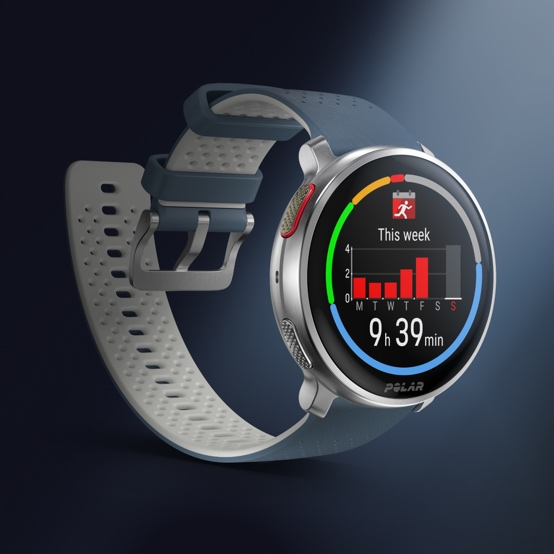 This week
4
2
0
M T W T F S S
9h 39min
POLAR